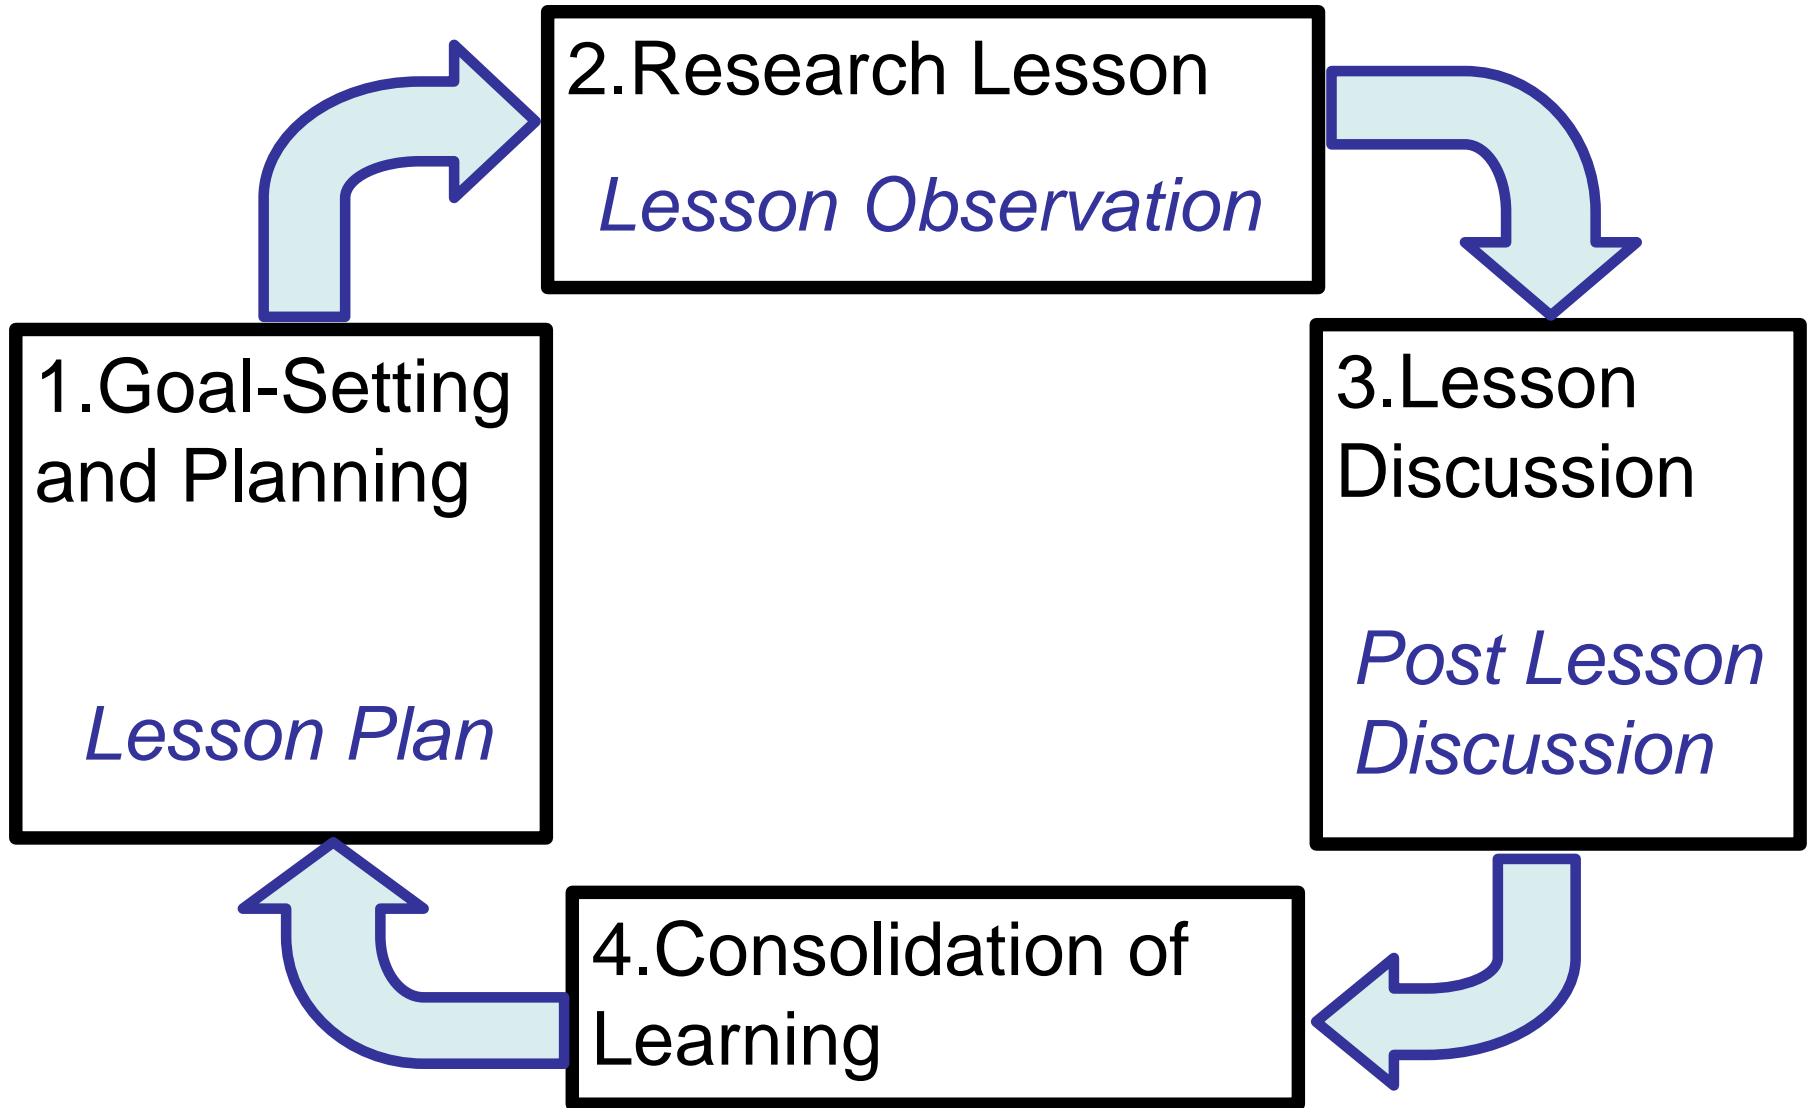 1.Goal-Setting
and Planning
Lesson Plan
2.Research Lesson
Lesson Observation
3.Lesson
Discussion
Post Lesson
Discussion
4.Consolidation of
Learning